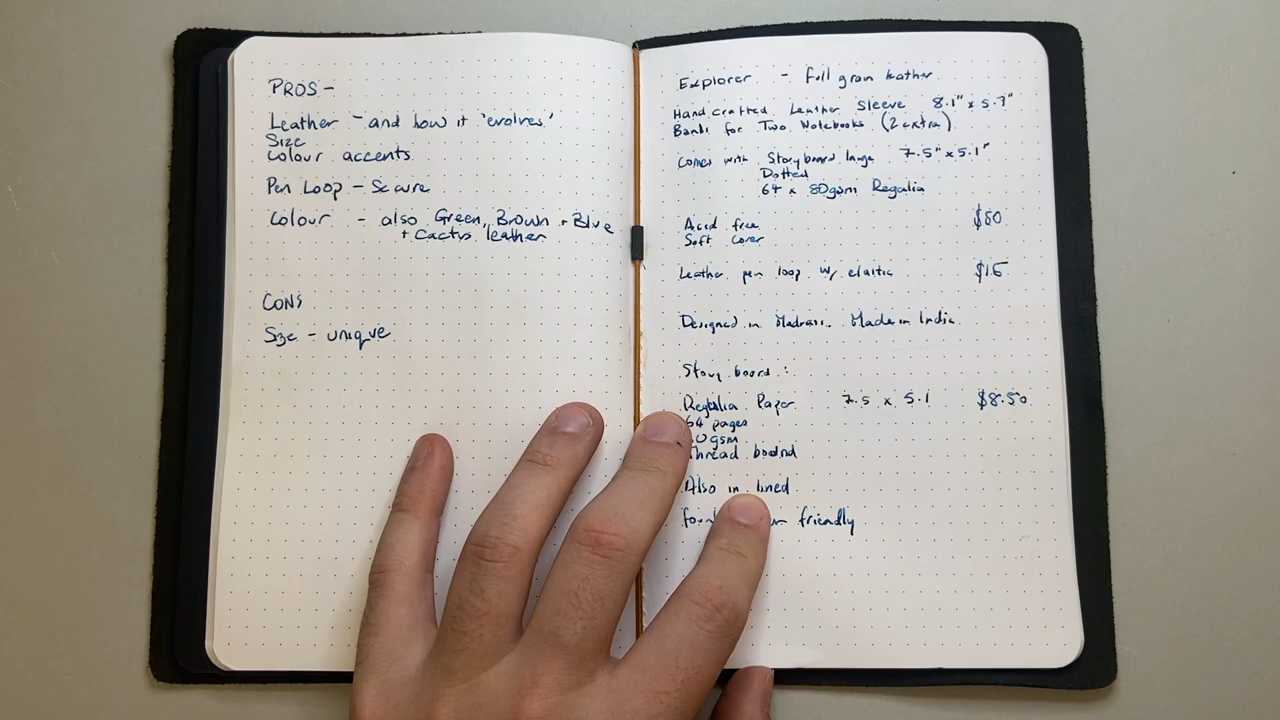 PROS -
Leather - and how it 'evolves'
Size
Colour accents
Pen Loop - Secure
Colour - also Green, Brown + Blue
+ Cactus leather
CONS
Size - unique
Explorer - full grain leather
Handcrafted Leather Sleeve 8.1" x 5.7"
Bands for Two Notebooks (2 extra)
Comes with Storyboard large 7.5" x 5.1"
Dotted
64 x 80gsm Regalia
Acid free $80
Soft cover
Leather pen loop w/ elastic $15
Designed in Madras. Made in India
Story board :
Regalia Paper 7.5 x 5.1 $8.50
64 pages
0gsm
Thread bound
Also in lined
friendly